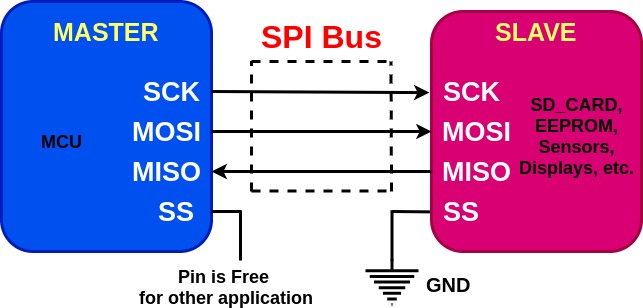 MASTER
SPI Bus
SLAVE
SCK
MOSI
MISO
SS
MCU
SCK
MOSI
MISO
SS
SD_CARD,
EEPROM,
Sensors,
Displays, etc.
Pin is Free
for other application
GND